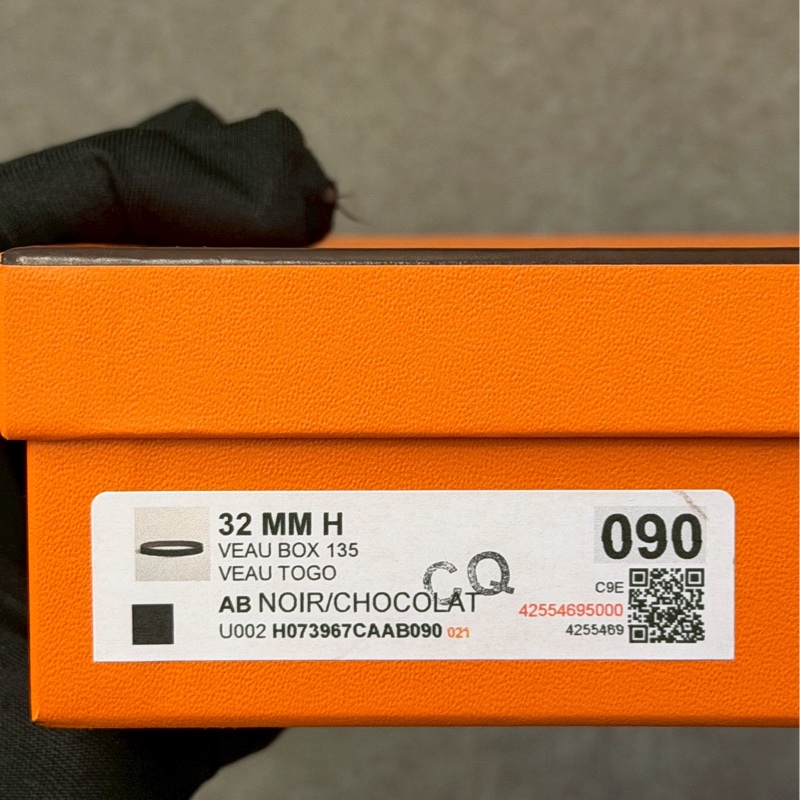 32 MM H
VEAU BOX 135
VEAU TOGO
AB NOIR/CHOCOLAT
U002 H073967CAAB090 021
CQ
090
C9E
42554695000
4255469